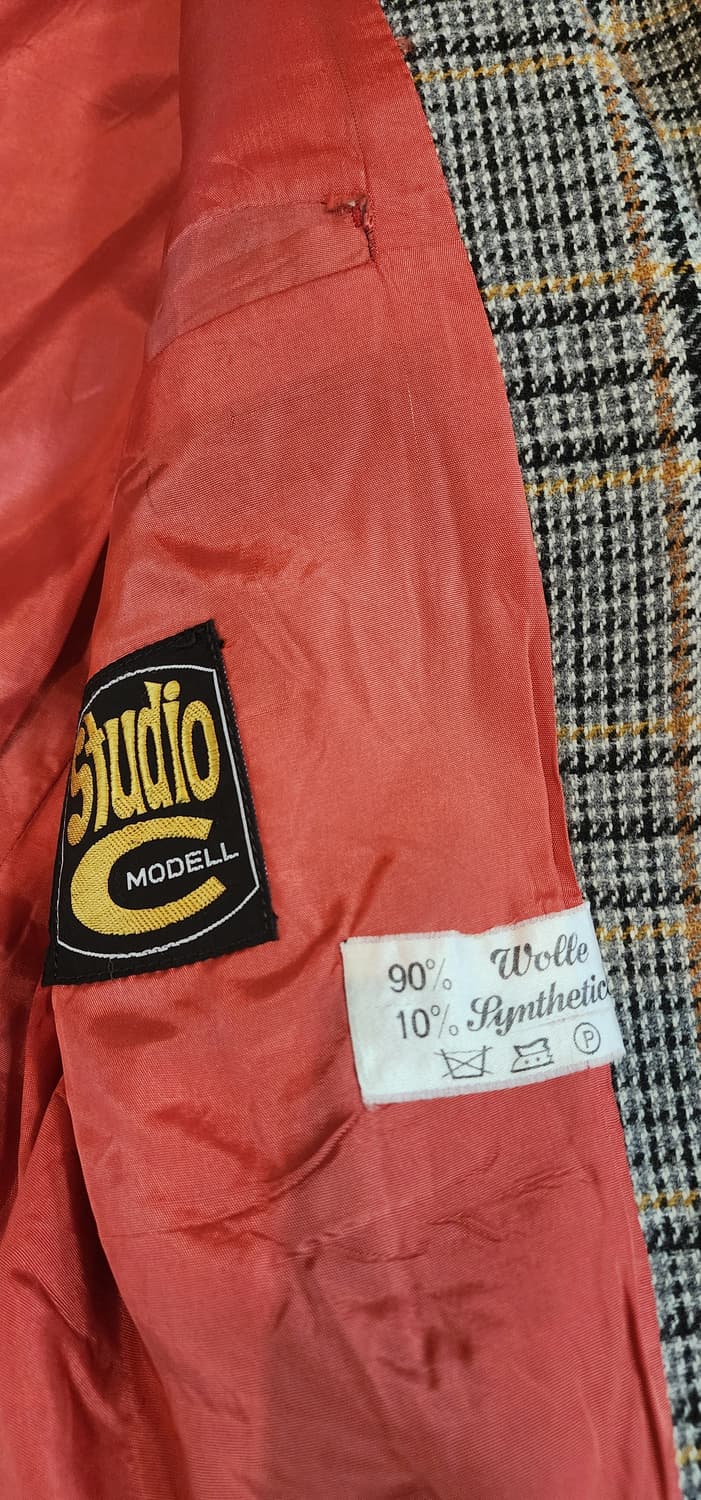 Studio
C MODELL
90% Wolle
10% Synthetic
P